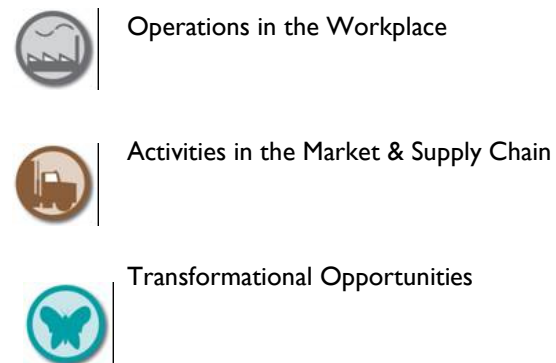 Operations in the Workplace
Activities in the Market & Supply Chain
Transformational Opportunities